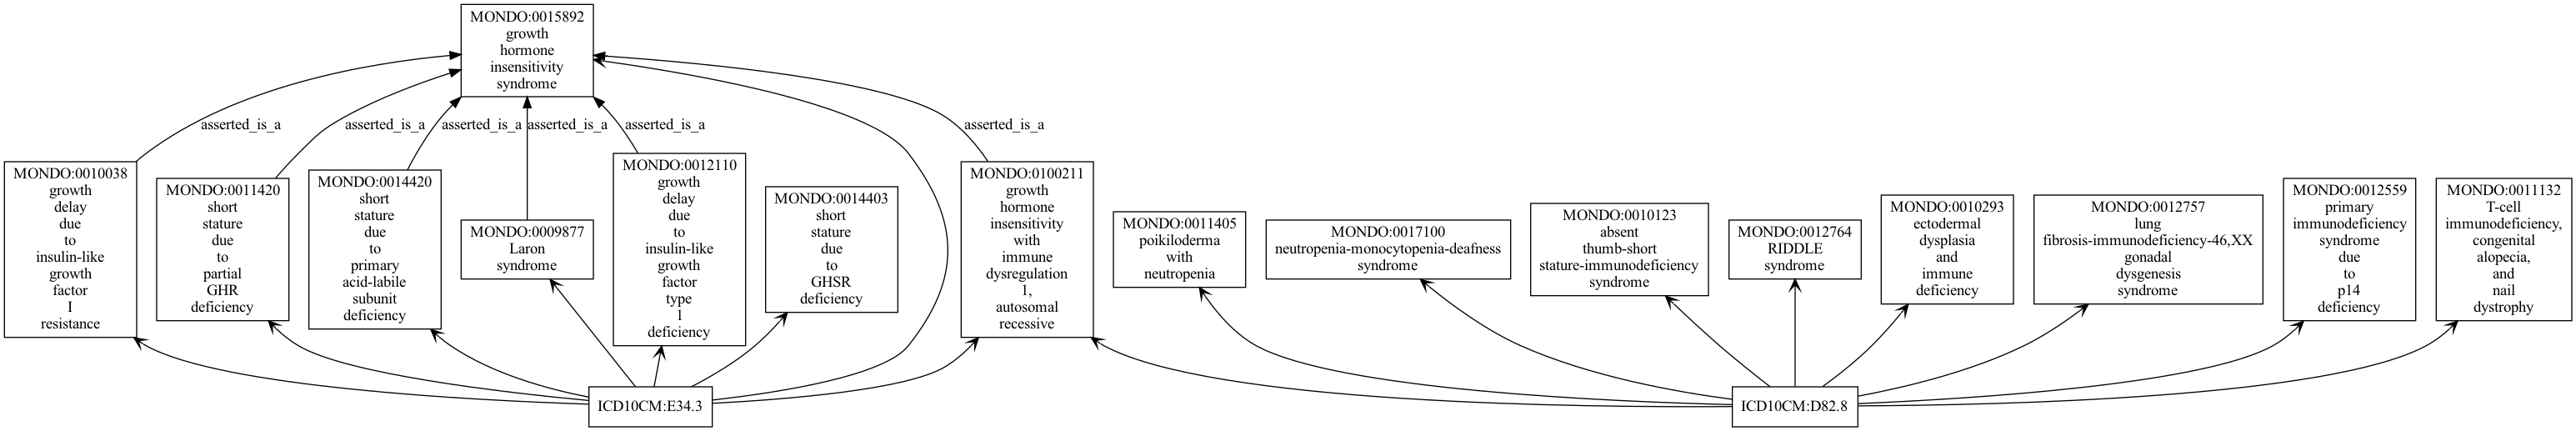 MONDO:0015892
growth
hormone
insensitivity
syndrome
asserted_is_a
asserted_is_a
asserted_is_a
asserted_is_a
asserted_is_a
asserted_is_a
MONDO:0010038
growth
delay
due
to
insulin-like
growth
factor
I
resistance
MONDO:0011420
short
stature
due
to
partial
GHR
deficiency
MONDO:0014420
short
stature
due
to
primary
acid-labile
subunit
deficiency
MONDO:0009877
Laron
syndrome
MONDO:0012110
growth
delay
due
to
insulin-like
growth
factor
type
1
deficiency
MONDO:0014403
short
stature
due
to
GHSR
deficiency
MONDO:0100211
growth
hormone
insensitivity
with
immune
dysregulation
1,
autosomal
recessive
MONDO:0011405
poikiloderma
with
neutropenia
MONDO:0017100
neutropenia-monocytopenia-deafness
syndrome
MONDO:0010123
absent
thumb-short
stature-immunodeficiency
syndrome
MONDO:0012764
RIDDLE
syndrome
MONDO:0010293
ectodermal
dysplasia
and
immune
deficiency
MONDO:0012757
lung
fibrosis-immunodeficiency-46,XX
gonadal
dysgenesis
syndrome
MONDO:0012559
primary
immunodeficiency
syndrome
due
to
p14
deficiency
MONDO:0011132
T-cell
immunodeficiency,
congenital
alopecia,
and
nail
dystrophy
ICD10CM:E34.3
ICD10CM:D82.8